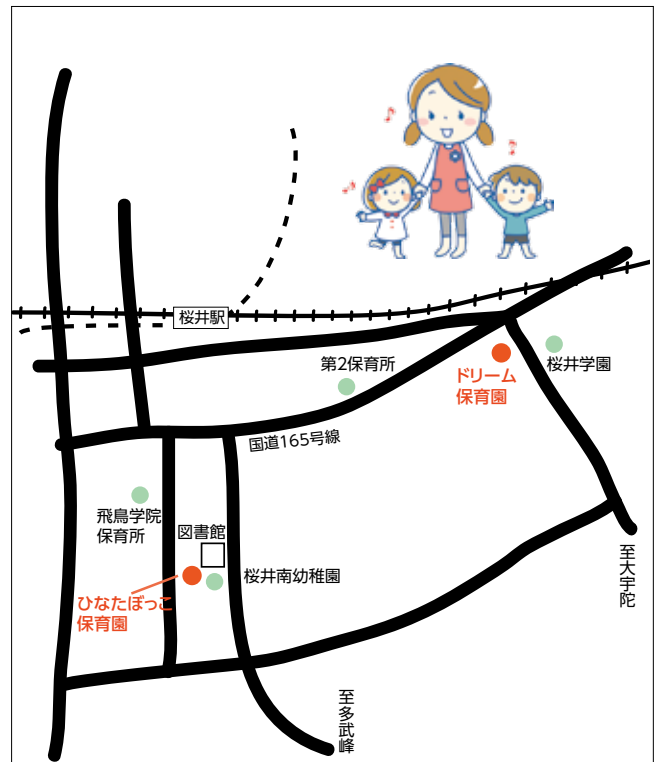 桜井駅
第2保育所
ドリーム
保育園
桜井学園
国道165号線
飛鳥学院
保育所
図書館
桜井南幼稚園
ひなたぼっこ
保育園
至大宇陀
至多武峰